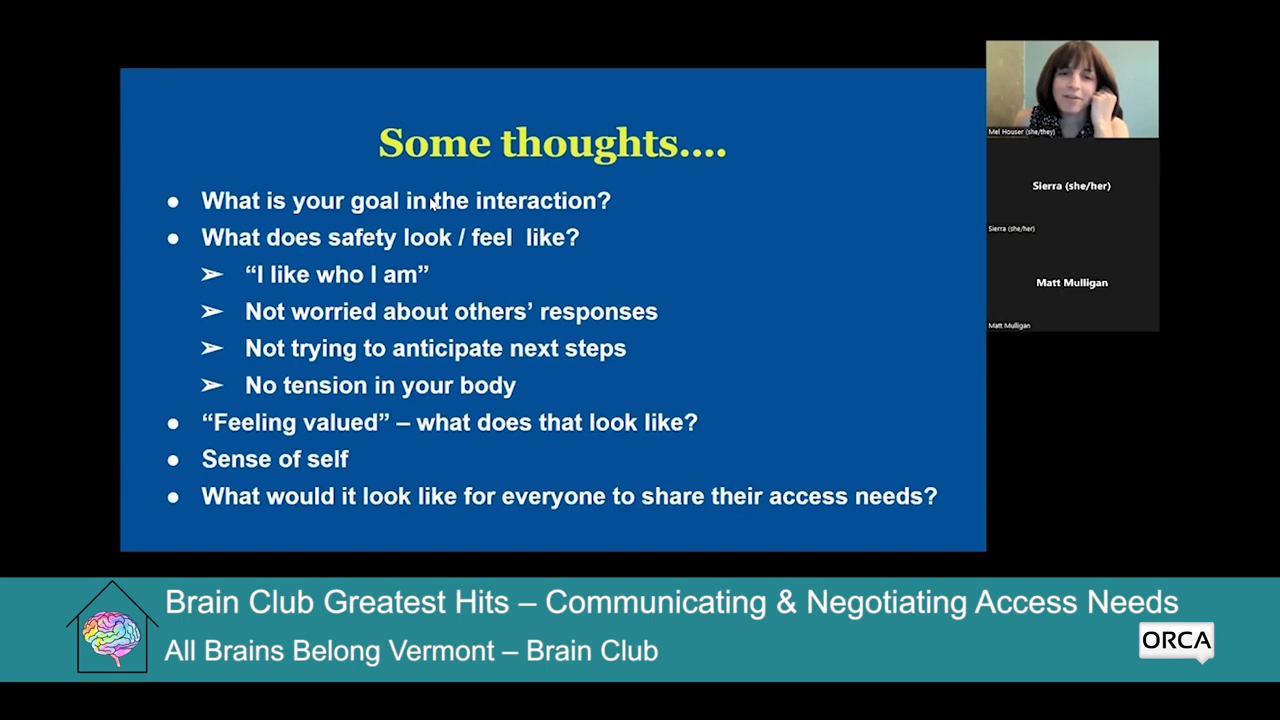 Some thoughts....
● What is your goal in the interaction?
● What does safety look / feel like?
➢ “I like who I am”
➢ Not worried about others’ responses
➢ Not trying to anticipate next steps
➢ No tension in your body
● “Feeling valued” – what does that look like?
● Sense of self
● What would it look like for everyone to share their access needs?
Mel Houser (she/they)
Sierra (she/her)
Sierra (she/her)
Matt Mulligan
Matt Mulligan
Brain Club Greatest Hits – Communicating & Negotiating Access Needs
All Brains Belong Vermont – Brain Club
ORCA